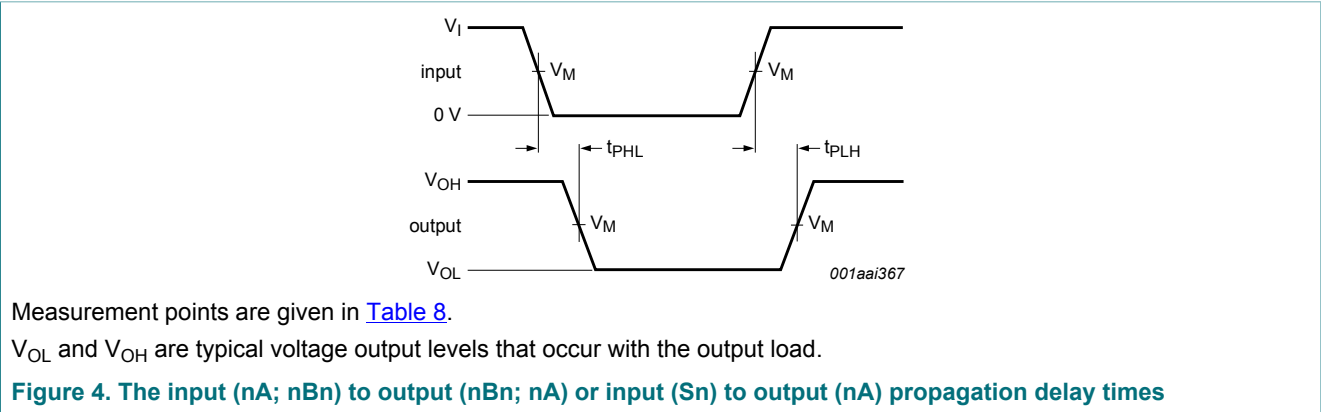 VI
input
VM
VM
0 V
tPHL
tPLH
VOH
output
VM
VM
VOL
001aai367
Measurement points are given in Table 8.
VOL and VOH are typical voltage output levels that occur with the output load.
Figure 4. The input (nA; nBn) to output (nBn; nA) or input (Sn) to output (nA) propagation delay times